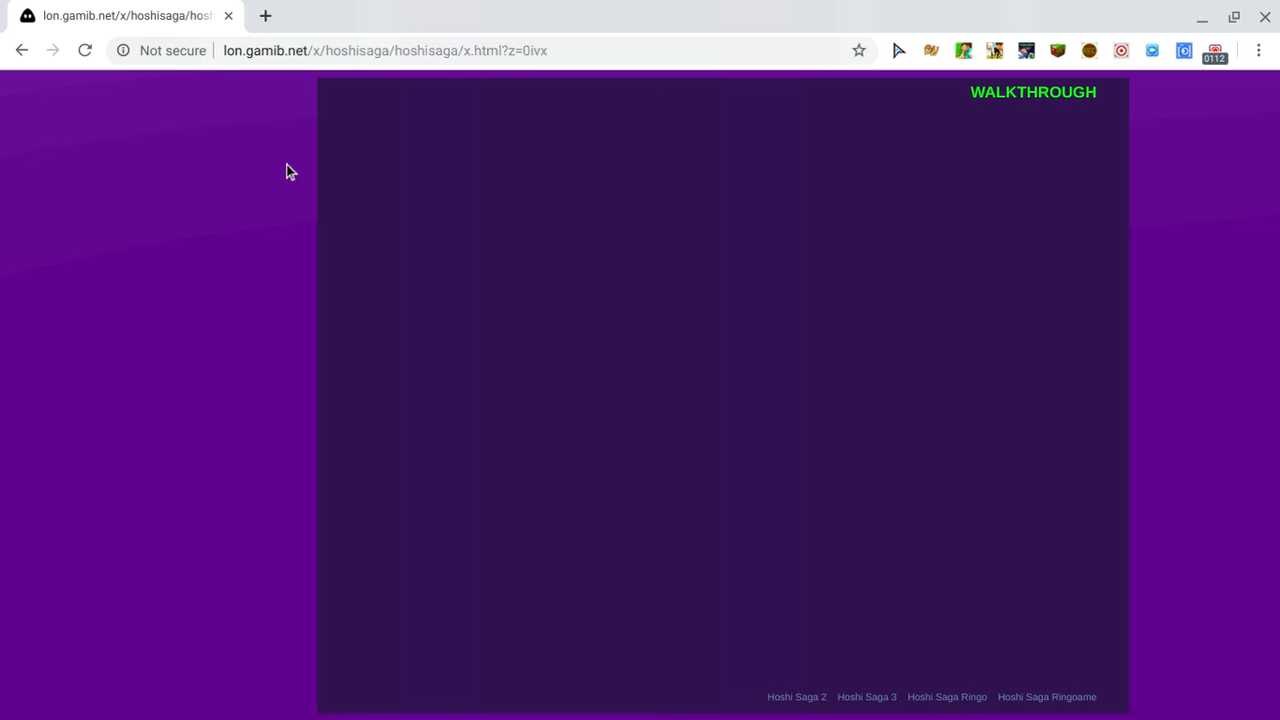 lon.gamib.net/x/hoshisaga/hosh
Not secure
lon.gamib.net/x/hoshisaga/hoshisaga/x.html?z=0ivx
0112
WALKTHROUGH
Hoshi Saga 2 Hoshi Saga 3 Hoshi Saga Ringo Hoshi Saga Ringoame